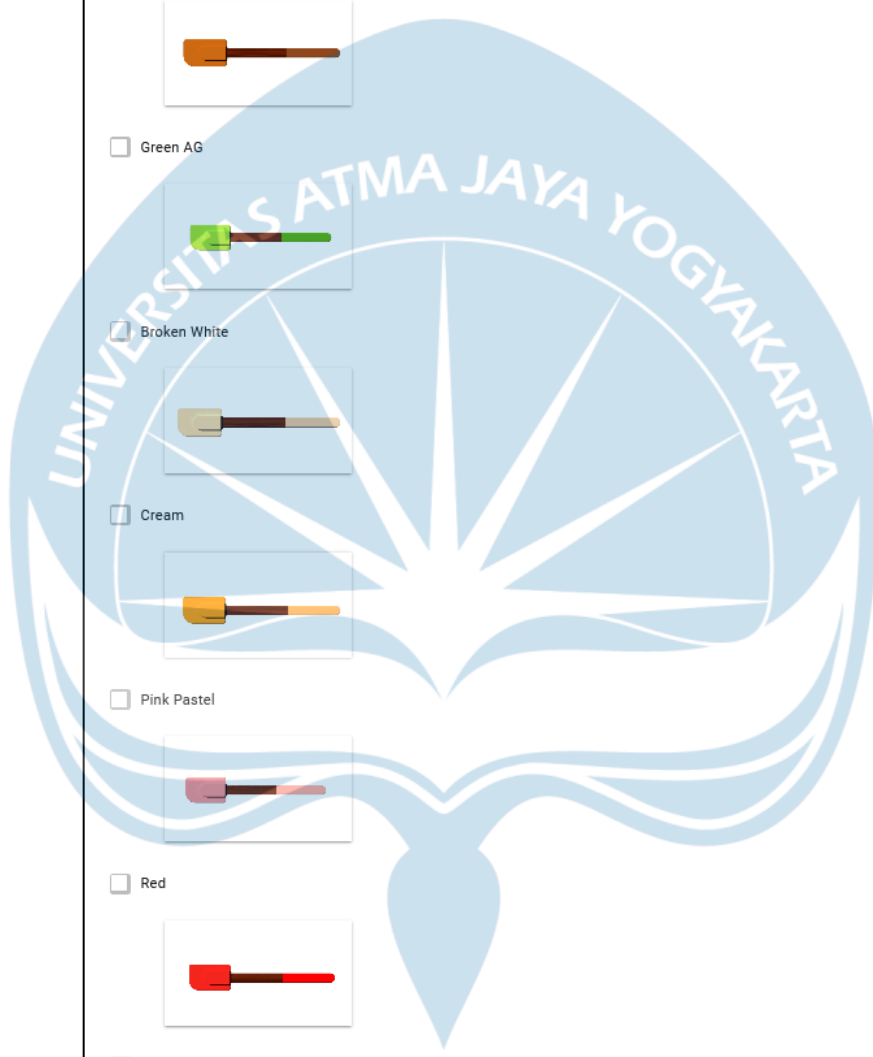 Green AG
UNIVERSITAS ATMA JAYA YOGYAKARTA
Broken White
Cream
Pink Pastel
Red